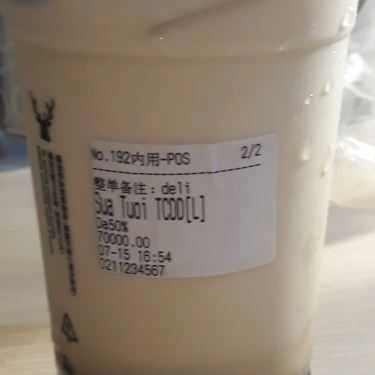 No.192内用-POS 2/2
整单备注：deli
Sua Tuoi TCDD[L]
Da50%
70000.00
07-15 16:54
0211234567